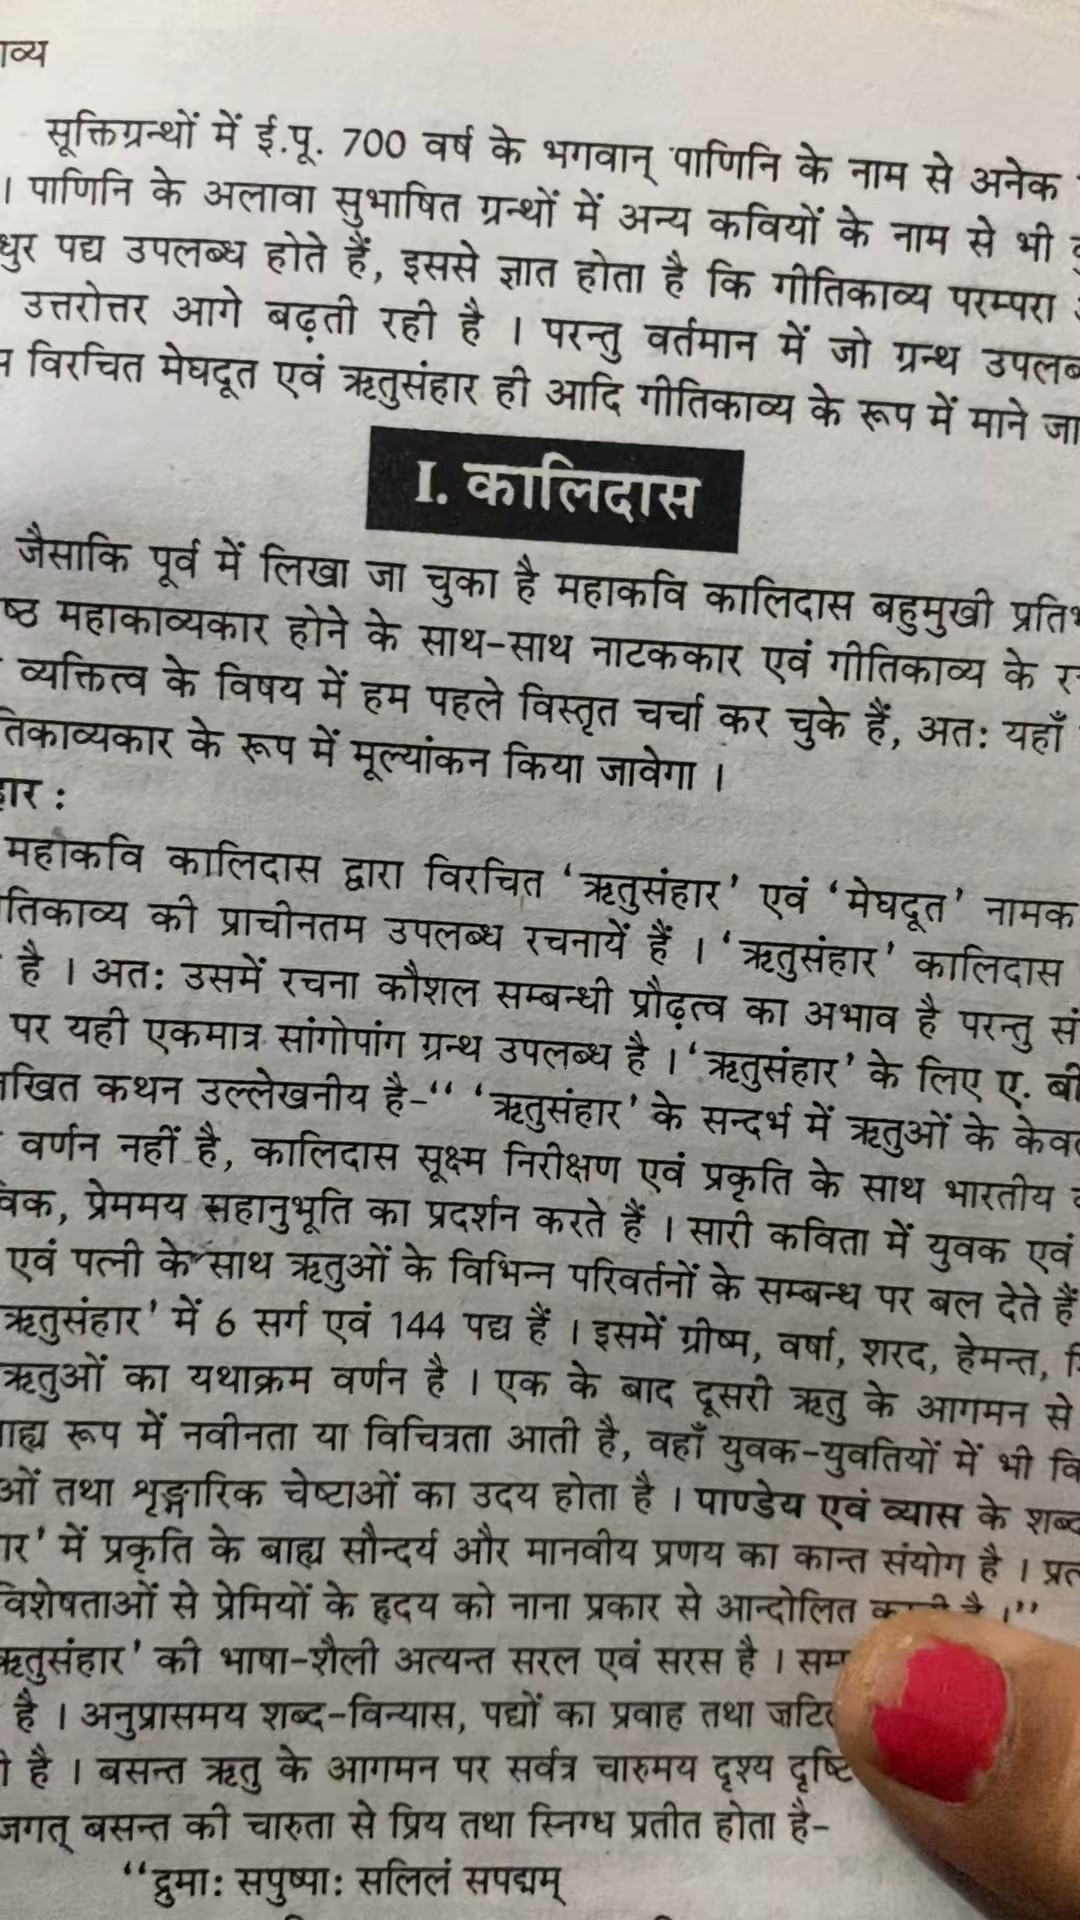 सूक्तिग्रन्थों में ई.पू. 700 वर्ष के भगवान् पाणिनि के नाम से अनेक
। पाणिनि के अलावा सुभाषित ग्रन्थों में अन्य कवियों के नाम से भी
धुर पद्य उपलब्ध होते हैं, इससे ज्ञात होता है कि गीतिकाव्य परम्परा
उत्तरोत्तर आगे बढ़ती रही है । परन्तु वर्तमान में जो ग्रन्थ
विरचित मेघदूत एवं ऋतुसंहार ही आदि गीतिकाव्य के रूप में माने जा
I. कालिदास
जैसाकि पूर्व में लिखा जा चुका है महाकवि कालिदास बहुमुखी
महाकाव्यकार होने के साथ-साथ नाटककार एवं गीतिकाव्य के
व्यक्तित्व के विषय में हम पहले विस्तृत चर्चा कर चुके हैं, अत: यहाँ
तिकाव्यकार के रूप में मूल्यांकन किया जावेगा ।
हार :
महाकवि कालिदास द्वारा विरचित ‘ऋतुसंहार’ एवं ‘मेघदूत’ नामक
तिकाव्य की प्राचीनतम उपलब्ध रचनायें हैं । ‘ऋतुसंहार’ कालिदास
है । अत: उसमें रचना कौशल सम्बन्धी प्रौढ़त्व का अभाव है परन्तु
पर यही एकमात्र सांगोपांग ग्रन्थ उपलब्ध है । ‘ऋतुसंहार’ के लिए ए. बी
खित कथन उल्लेखनीय है-‘‘ ‘ऋतुसंहार’ के सन्दर्भ में ऋतुओं के
वर्णन नहीं है, कालिदास सूक्ष्म निरीक्षण एवं प्रकृति के साथ भारतीय
विक, प्रेममय सहानुभूति का प्रदर्शन करते हैं । सारी कविता में युवक एवं
एवं पत्नी के साथ ऋतुओं के विभिन्न परिवर्तनों के सम्बन्ध पर बल देते हैं
ऋतुसंहार’ में 6 सर्ग एवं 144 पद्य हैं । इसमें ग्रीष्म, वर्षा, शरद, हेमन्त,
ऋतुओं का यथाक्रम वर्णन है । एक के बाद दूसरी ऋतु के आगमन से
ाह्य रूप में नवीनता या विचित्रता आती है, वहाँ युवक-युवतियों में भी
ओं तथा शृङ्गारिक चेष्टाओं का उदय होता है । पाण्डेय एवं व्यास के
ार’ में प्रकृति के बाह्य सौन्दर्य और मानवीय प्रणय का कान्त संयोग है ।
विशेषताओं से प्रेमियों के हृदय को नाना प्रकार से आन्दोलित है ।’’
ऋतुसंहार’ की भाषा-शैली अत्यन्त सरल एवं सरस है ।
है । अनुप्रासमय शब्द-विन्यास, पद्यों का प्रवाह तथा
है । बसन्त ऋतु के आगमन पर सर्वत्र चारुमय दृश्य
जगत् बसन्त की चारुता से प्रिय तथा स्निग्ध प्रतीत होता है-
‘‘द्रुमा: सपुष्पा: सलिलं सपद्मम्